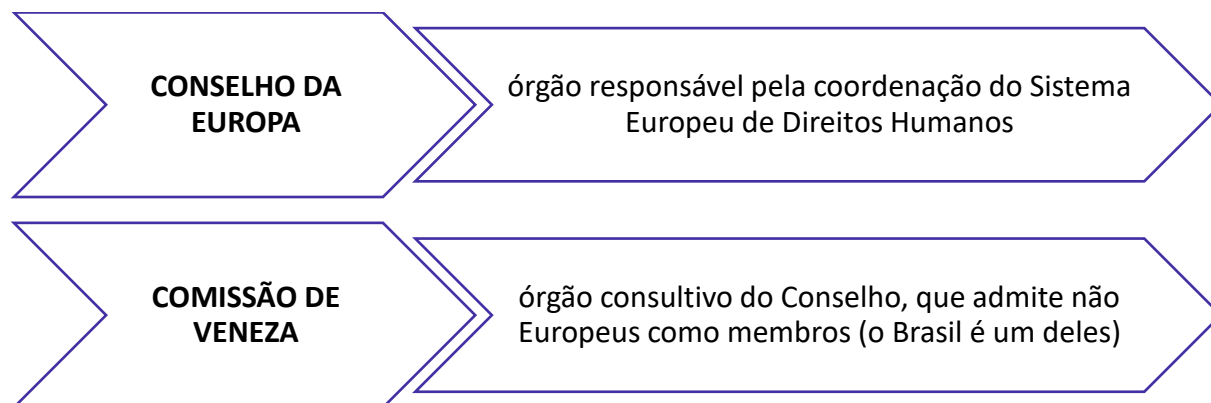 CONSELHO DA
EUROPA
órgão responsável pela coordenação do Sistema
Europeu de Direitos Humanos
COMISSÃO DE
VENEZA
órgão consultivo do Conselho, que admite não
Europeus como membros (o Brasil é um deles)